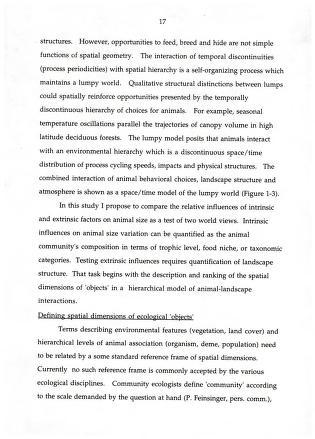 17
structures. However, opportunities to feed, breed and hide are not simple
functions of spatial geometry. The interaction of temporal discontinuities
(process periodicities) with spatial hierarchy is a self-organizing process which
maintains a lumpy world. Qualitative structural distinctions between lumps
could spatially reinforce opportunities presented by the temporally
discontinuous hierarchy of choices for animals. For example, seasonal
temperature oscillations parallel the trajectories of canopy volume in high
latitude deciduous forests. The lumpy model posits that animals interact
with an environmental hierarchy which is a discontinuous space/time
distribution of process cycling speeds, impacts and physical structures. The
combined interaction of animal behavioral choices, landscape structure and
atmosphere is shown as a space/time model of the lumpy world (Figure 1-3).
In this study I propose to compare the relative influences of intrinsic
and extrinsic factors on animal size as a test of two world views. Intrinsic
influences on animal size variation can be quantified as the animal
community's composition in terms of trophic level, food niche, or taxonomic
categories. Testing extrinsic influences requires quantification of landscape
structure. That task begins with the description and ranking of the spatial
dimensions of 'objects' in a hierarchical model of animal-landscape
interactions.
Defining spatial dimensions of ecological 'objects'
Terms describing environmental features (vegetation, land cover) and
hierarchical levels of animal association (organism, deme, population) need
to be related by some standard reference frame of spatial dimensions.
Currently no such reference frame is commonly accepted by the various
ecological disciplines. Community ecologists define 'community' according
to the scale demanded by the question at hand (P. Feinsinger, pers. comm.),